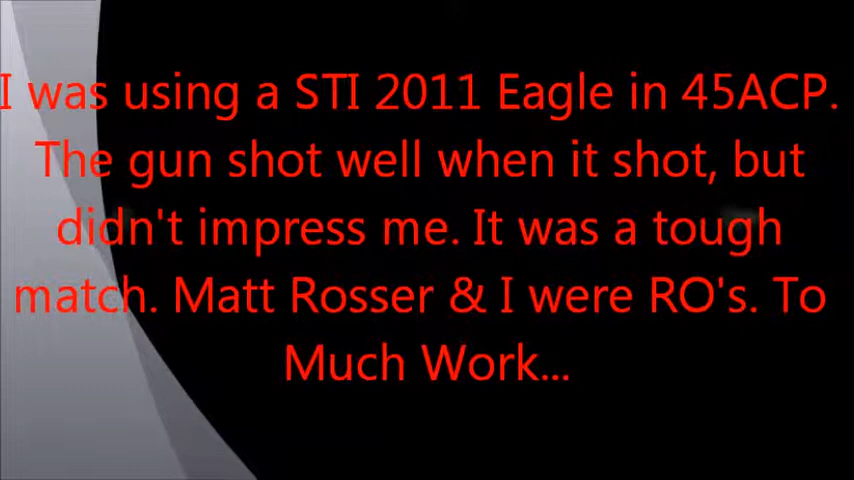 I was using a STI 2011 Eagle in 45ACP.
The gun shot well when it shot, but
didn't impress me. It was a tough
match. Matt Rosser & I were RO's. To
Much Work...